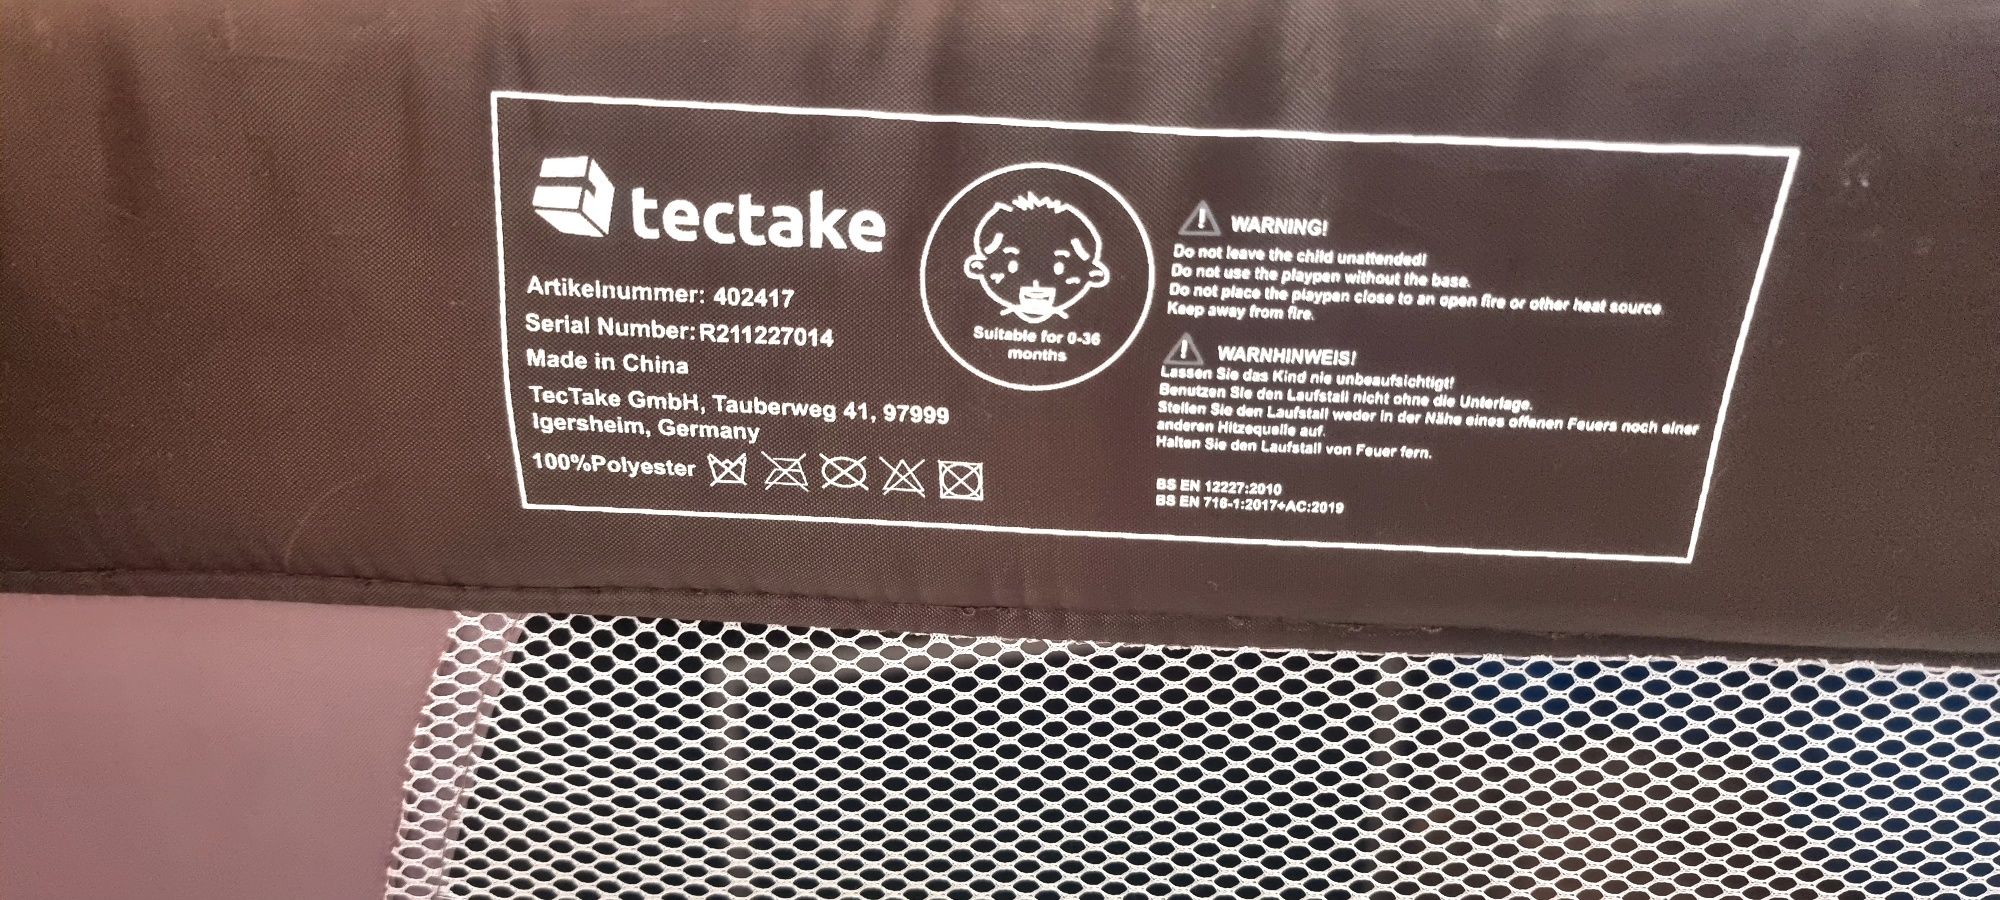 tectake
Artikelnummer: 402417
Serial Number:R211227014
Made in China
TecTake GmbH, Tauberweg 41, 97999
Igersheim, Germany
100%Polyester
Suitable for 0-36
months
WARNING!
Do not leave the child unattended!
Do not use the playpen without the base.
Do not place the playpen close to an open fire or other heat source.
Keep away from fire.
WARNHINWEIS!
Lassen Sie das Kind nie unbeaufsichtigt!
Benutzen Sie den Laufstall nicht ohne die Unterlage.
Stellen Sie den Laufstall weder in der Nähe eines offenen Feuers noch einer
anderen Hitzequelle auf.
Halten Sie den Laufstall von Feuer fern.
BS EN 12227:2010
BS EN 716-1:2017+AC:2019